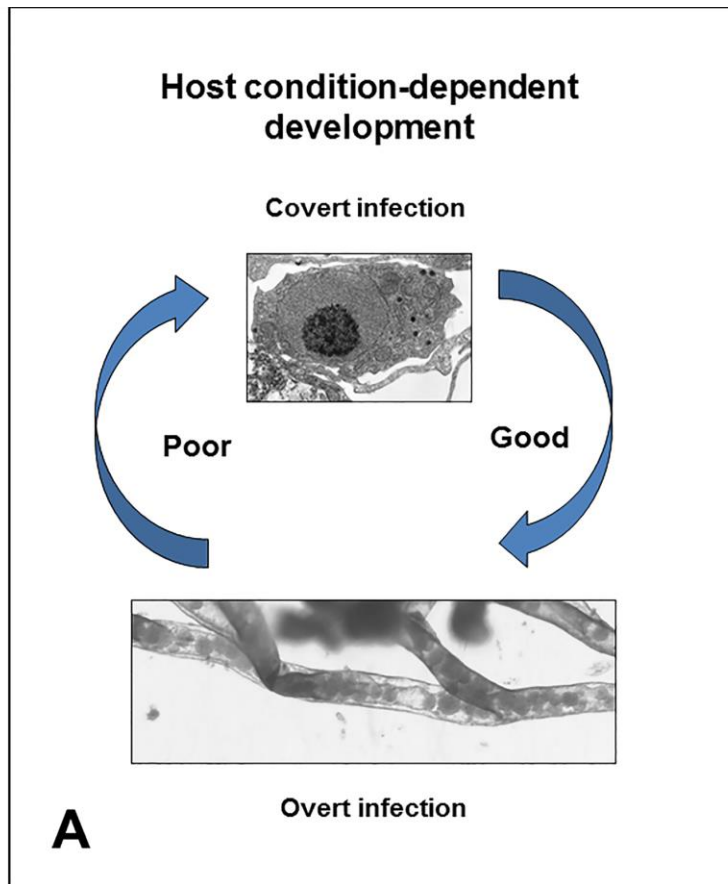 Host condition-dependent
development
Covert infection
Poor
Good
Overt infection
A